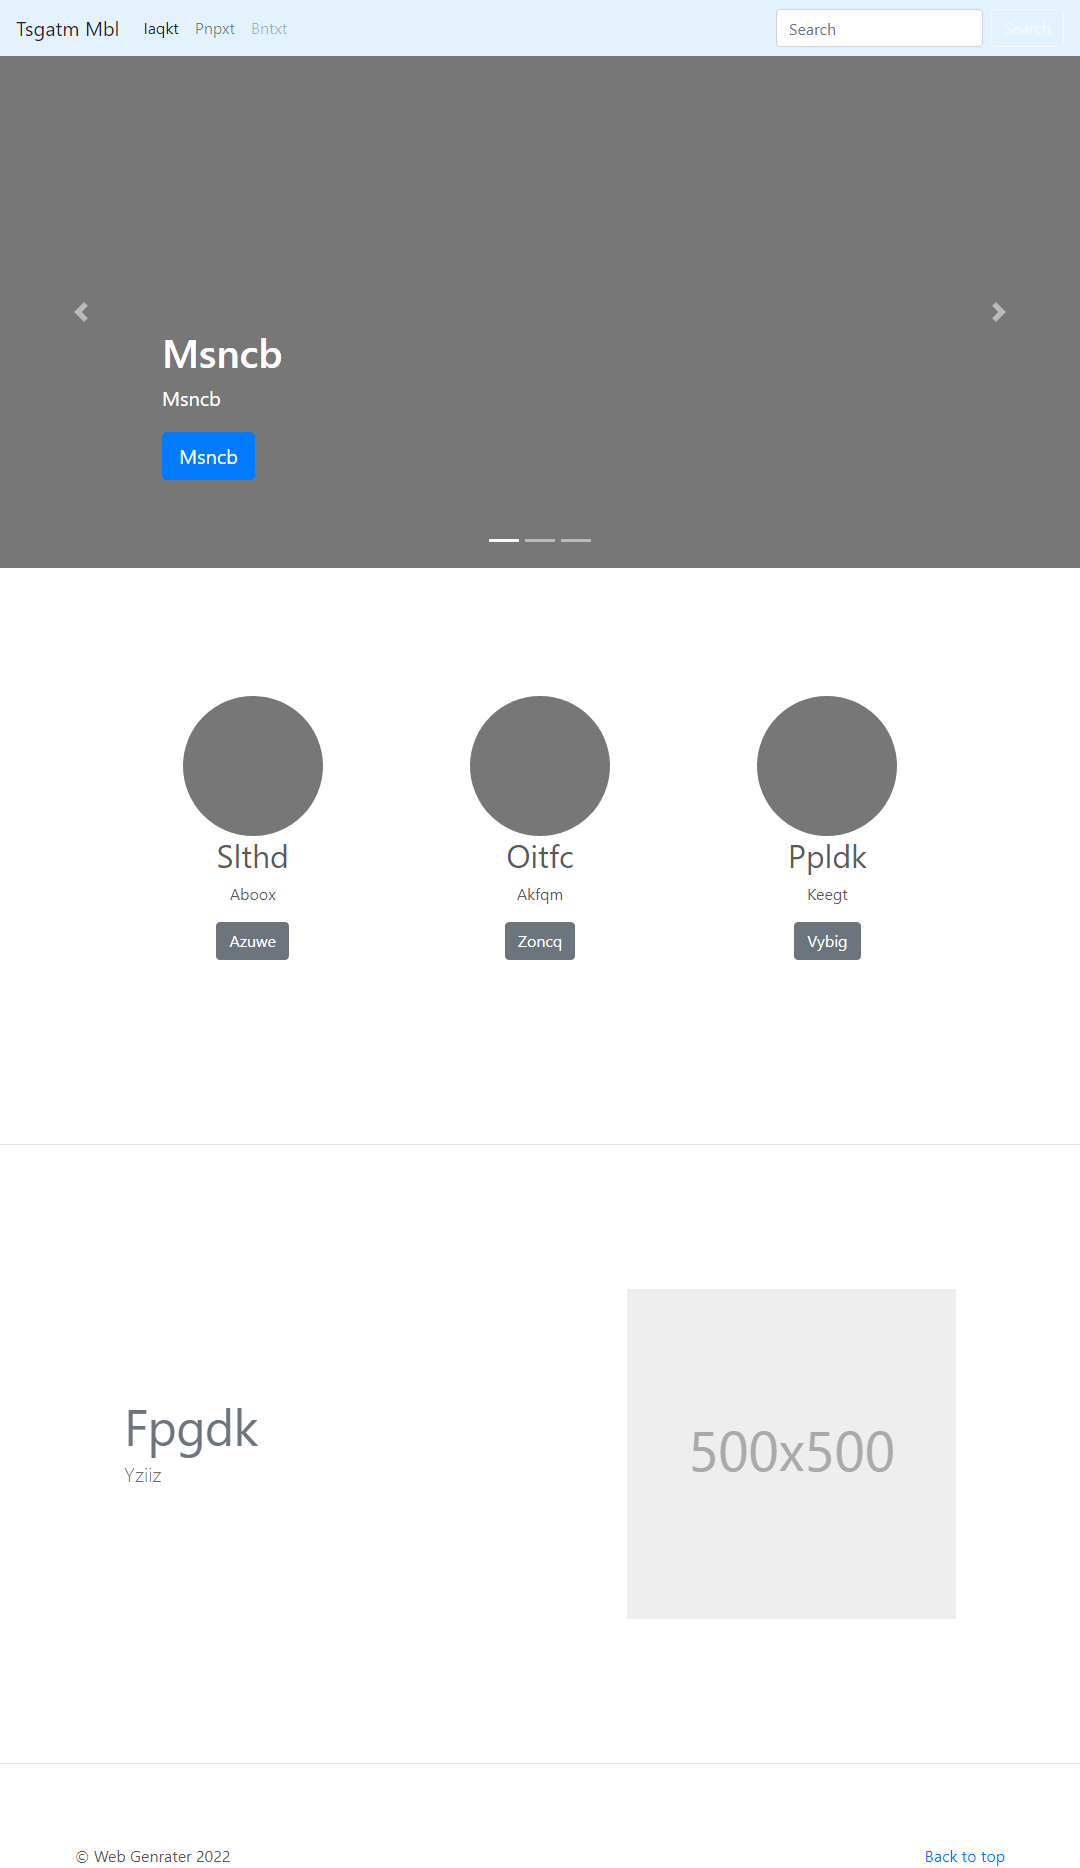 Tsgatm Mbl Iaqkt Pnpxt Bntxt Search Search
Msncb
Msncb
Msncb
Slthd Oitfc Ppldk
Aboox Akfqm Keegt
Azuwe Zoncq Vybig
Fpgdk
Yziiz
500x500
© Web Genrater 2022 Back to top